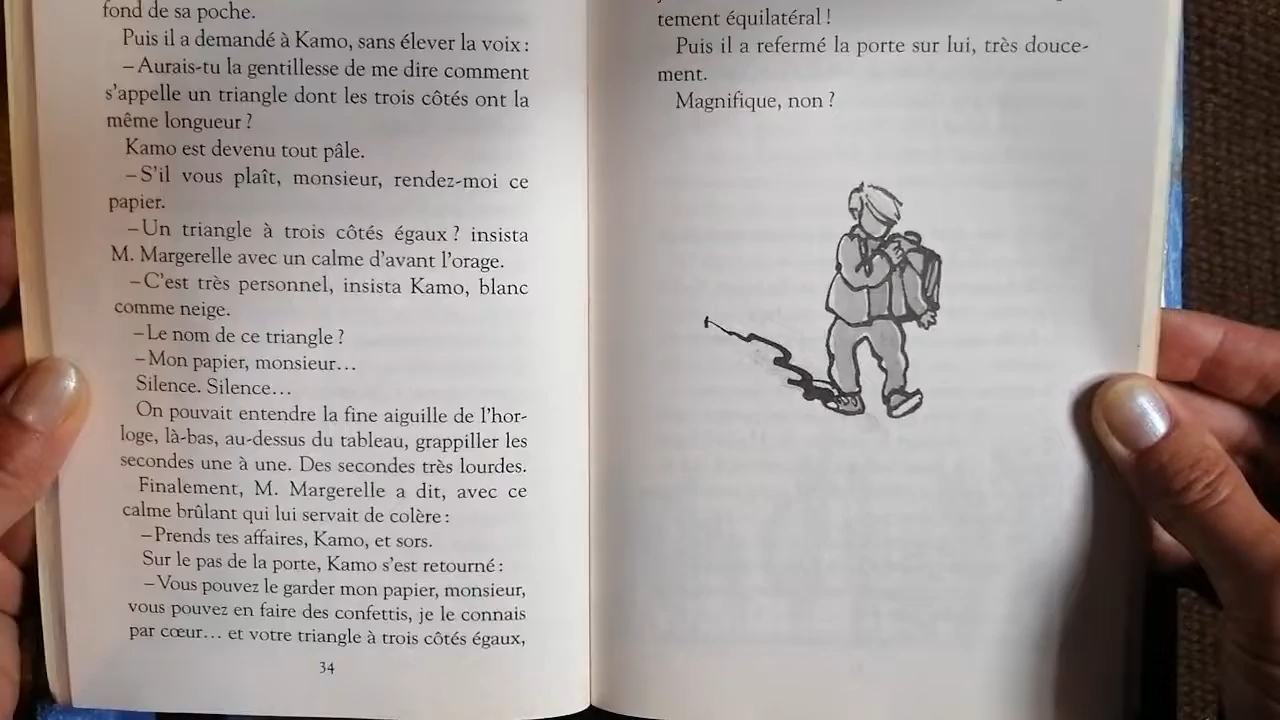 fond de sa poche.
Puis il a demandé à Kamo, sans élever la voix :
– Aurais-tu la gentillesse de me dire comment
s'appelle un triangle dont les trois côtés ont la
même longueur ?
Kamo est devenu tout pâle.
– S'il vous plaît, monsieur, rendez-moi ce
papier.
– Un triangle à trois côtés égaux ? insista
M. Margerelle avec un calme d'avant l'orage.
– C'est très personnel, insista Kamo, blanc
comme neige.
– Le nom de ce triangle ?
– Mon papier, monsieur…
Silence. Silence…
On pouvait entendre la fine aiguille de l'hor-
loge, là-bas, au-dessus du tableau, grappiller les
secondes une à une. Des secondes très lourdes.
Finalement, M. Margerelle a dit, avec ce
calme brûlant qui lui servait de colère :
– Prends tes affaires, Kamo, et sors.
Sur le pas de la porte, Kamo s'est retourné :
– Vous pouvez le garder mon papier, monsieur,
vous pouvez en faire des confettis, je le connais
par cœur… et votre triangle à trois côtés égaux,
34
tement équilatéral !
Puis il a refermé la porte sur lui, très douce-
ment.
Magnifique, non ?